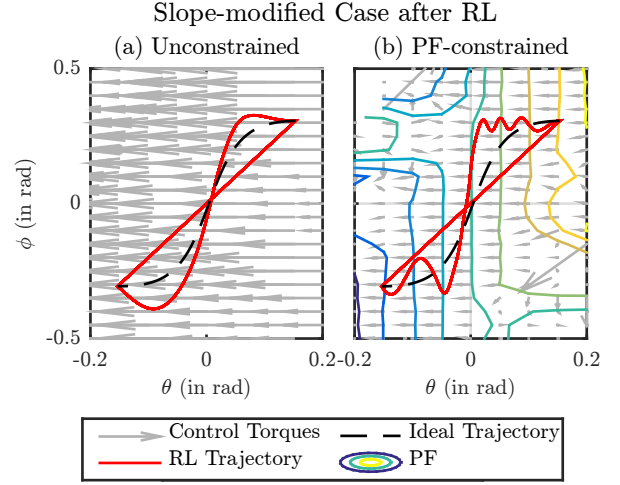 Slope-modified Case after RL
(a) Unconstrained
(b) PF-constrained
0.5
0
-0.5
ϕ (in rad)
-0.2
0
0.2
-0.2
0
0.2
θ (in rad)
θ (in rad)
Control Torques
Ideal Trajectory
RL Trajectory
PF